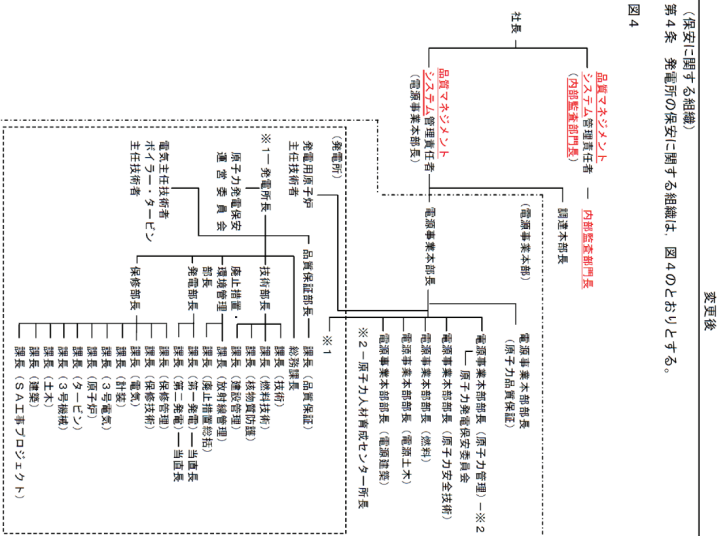 変更後
（保安に関する組織）
第４条　発電所の保安に関する組織は，図４のとおりとする。
図４
社長
品質マネジメント
システム管理責任者
（内部監査部門長）
内部監査部門長
品質マネジメント
システム管理責任者
（電源事業本部長）
調達本部長
（電源事業本部）
電源事業本部長
電源事業本部部長
（原子力品質保証）
電源事業本部部長（原子力管理）―※２
原子力発電保安委員会
電源事業本部部長（原子力安全技術）
電源事業本部部長（燃料）
電源事業本部部長（電源土木）
電源事業本部部長（電源建築）
※２―原子力人材育成センター所長
※１
（発電所）
発電用原子炉
主任技術者
※１―発電所長
原子力発電保安
運営委員会
電気主任技術者
ボイラー・タービン
主任技術者
品質保証部長
課長（品質保証）
総務課長
技術部長
課長（技術）
課長（燃料技術）
課長（核物質防護）
課長（建設管理）
廃止措置・
環境管理
部長
課長（放射線管理）
課長（廃止措置総括）
発電部長
課長（第一発電）―当直長
課長（第二発電）―当直長
保修部長
課長（保修管理）
課長（保修技術）
課長（電気）
課長（計装）
課長（３号電気）
課長（原子炉）
課長（タービン）
課長（３号機械）
課長（土木）
課長（建築）
課長（ＳＡ工事プロジェクト）